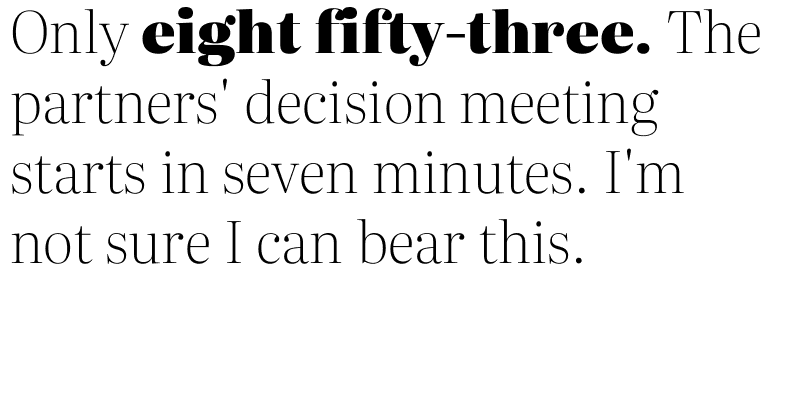 Only eight fifty-three. The
partners' decision meeting
starts in seven minutes. I'm
not sure I can bear this.